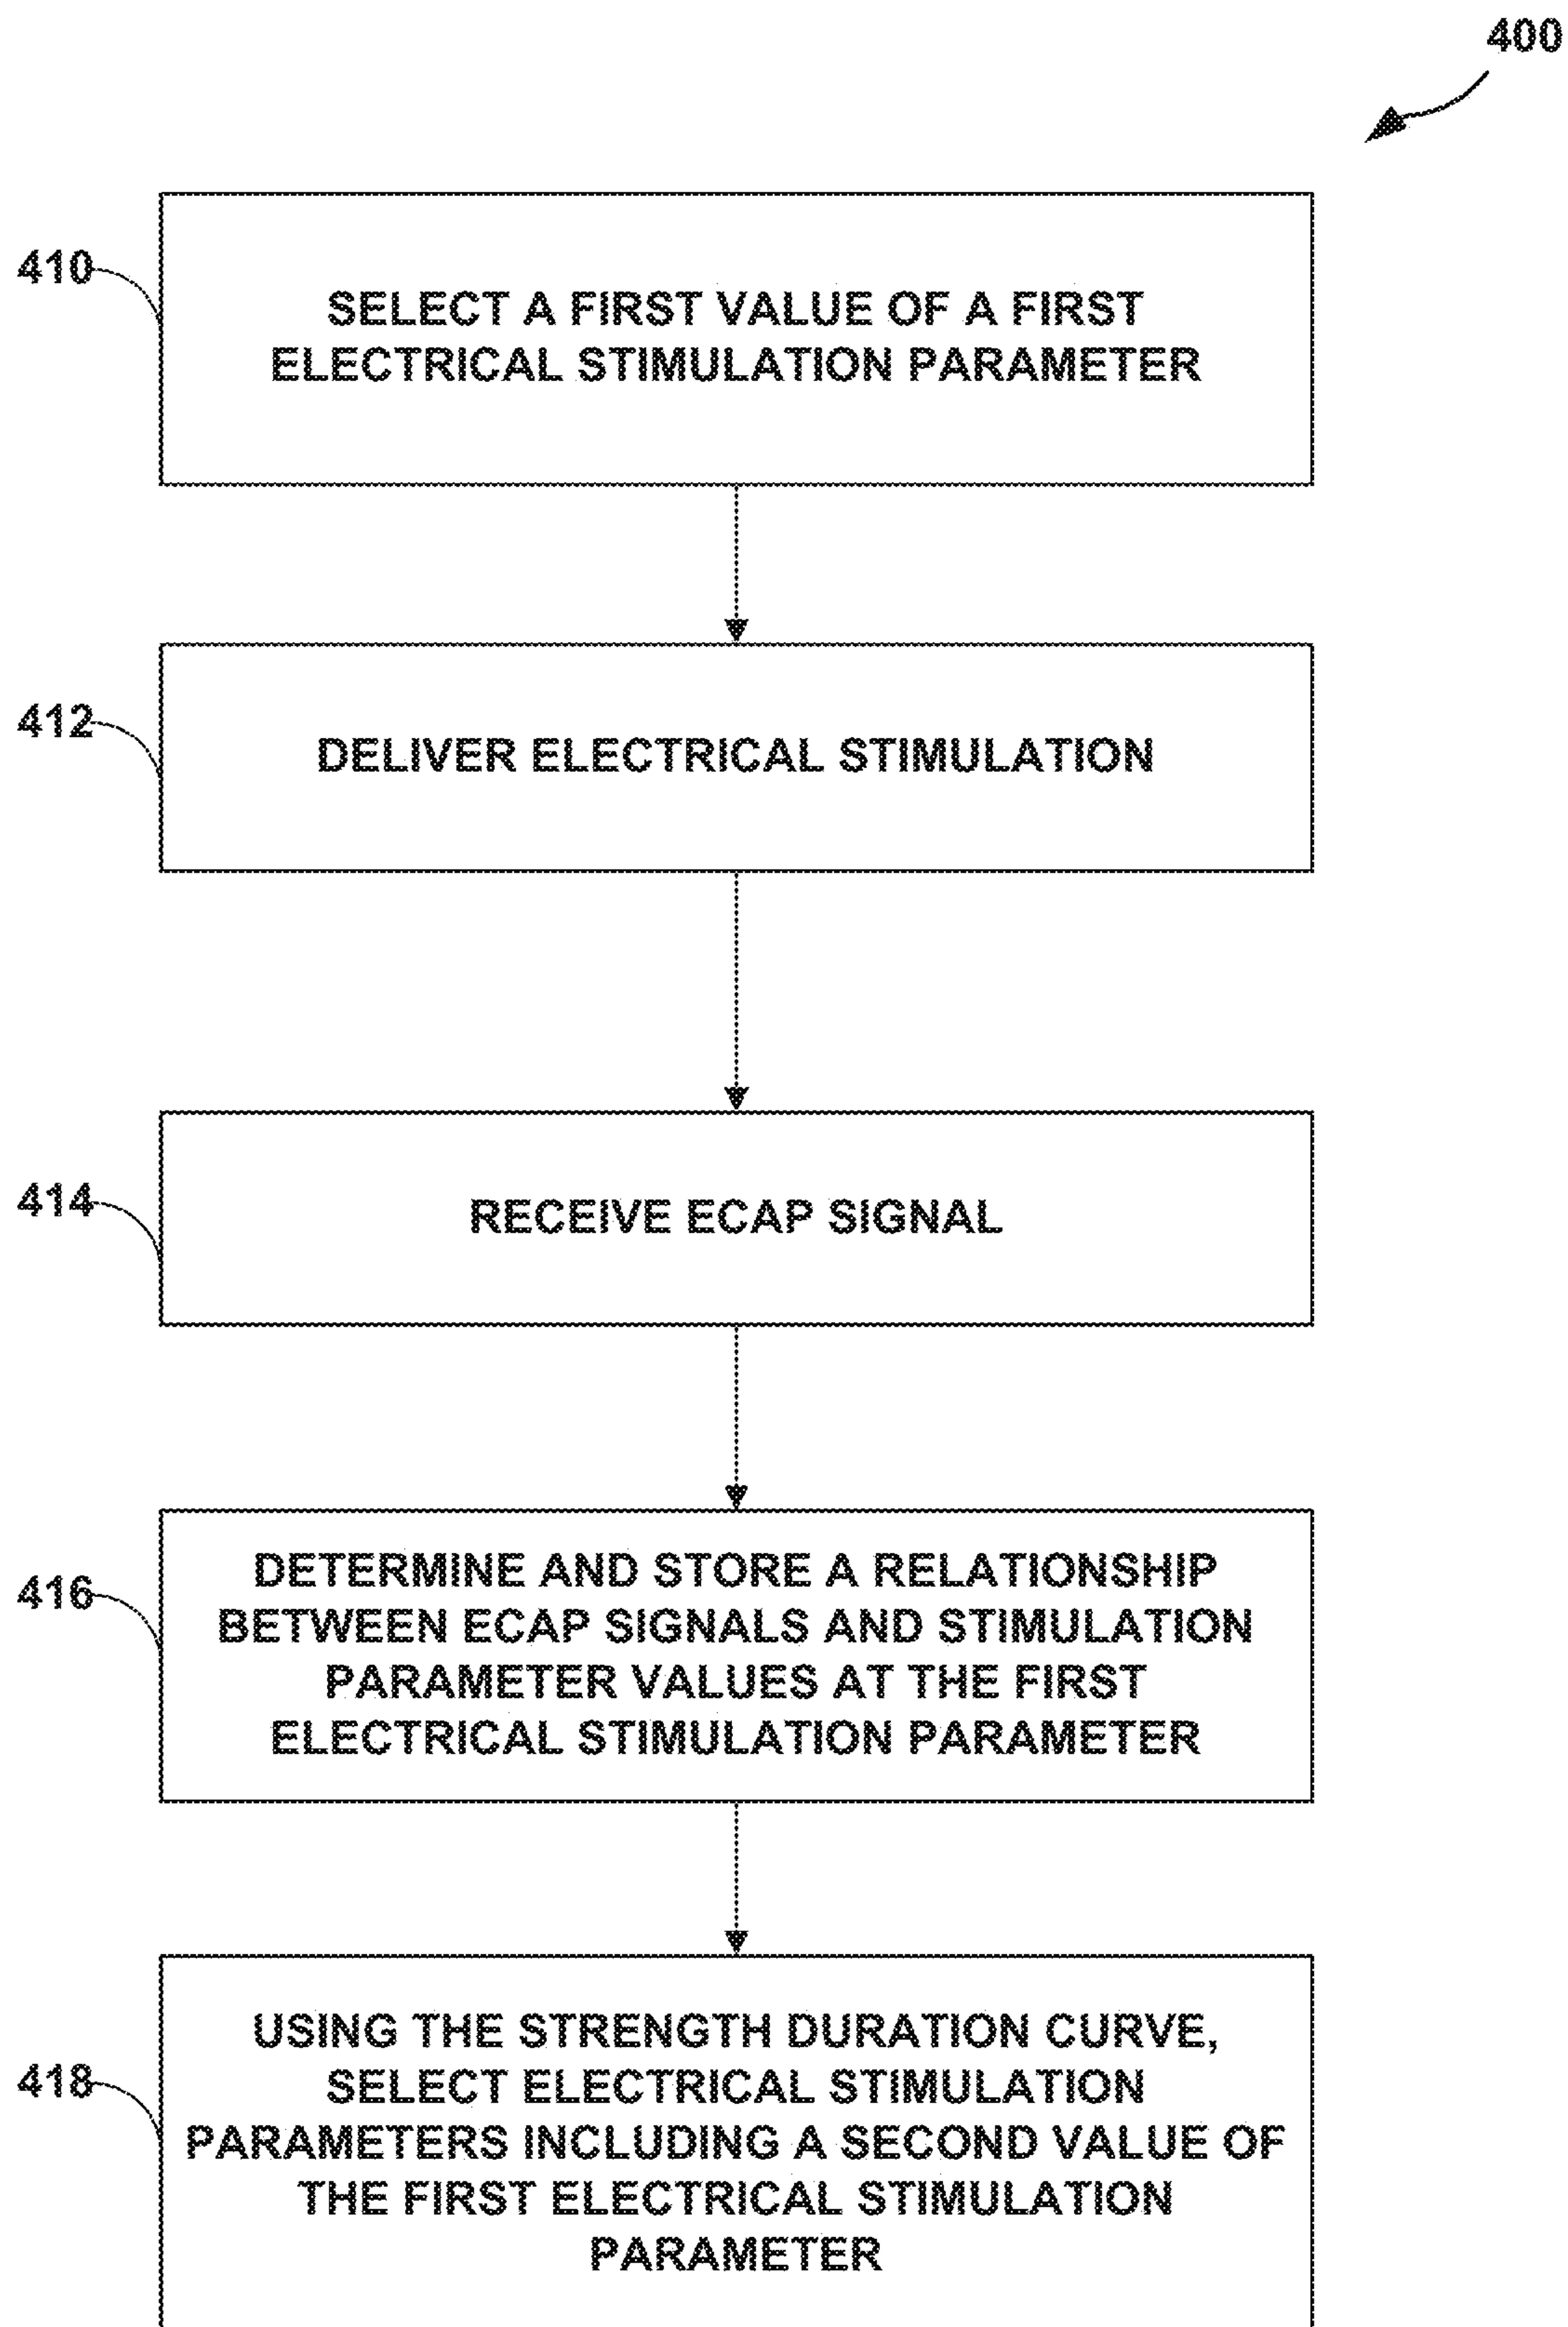 400
410
SELECT A FIRST VALUE OF A FIRST
ELECTRICAL STIMULATION PARAMETER
412
DELIVER ELECTRICAL STIMULATION
414
RECEIVE ECAP SIGNAL
416
DETERMINE AND STORE A RELATIONSHIP
BETWEEN ECAP SIGNALS AND STIMULATION
PARAMETER VALUES AT THE FIRST
ELECTRICAL STIMULATION PARAMETER
418
USING THE STRENGTH DURATION CURVE,
SELECT ELECTRICAL STIMULATION
PARAMETERS INCLUDING A SECOND VALUE OF
THE FIRST ELECTRICAL STIMULATION
PARAMETER